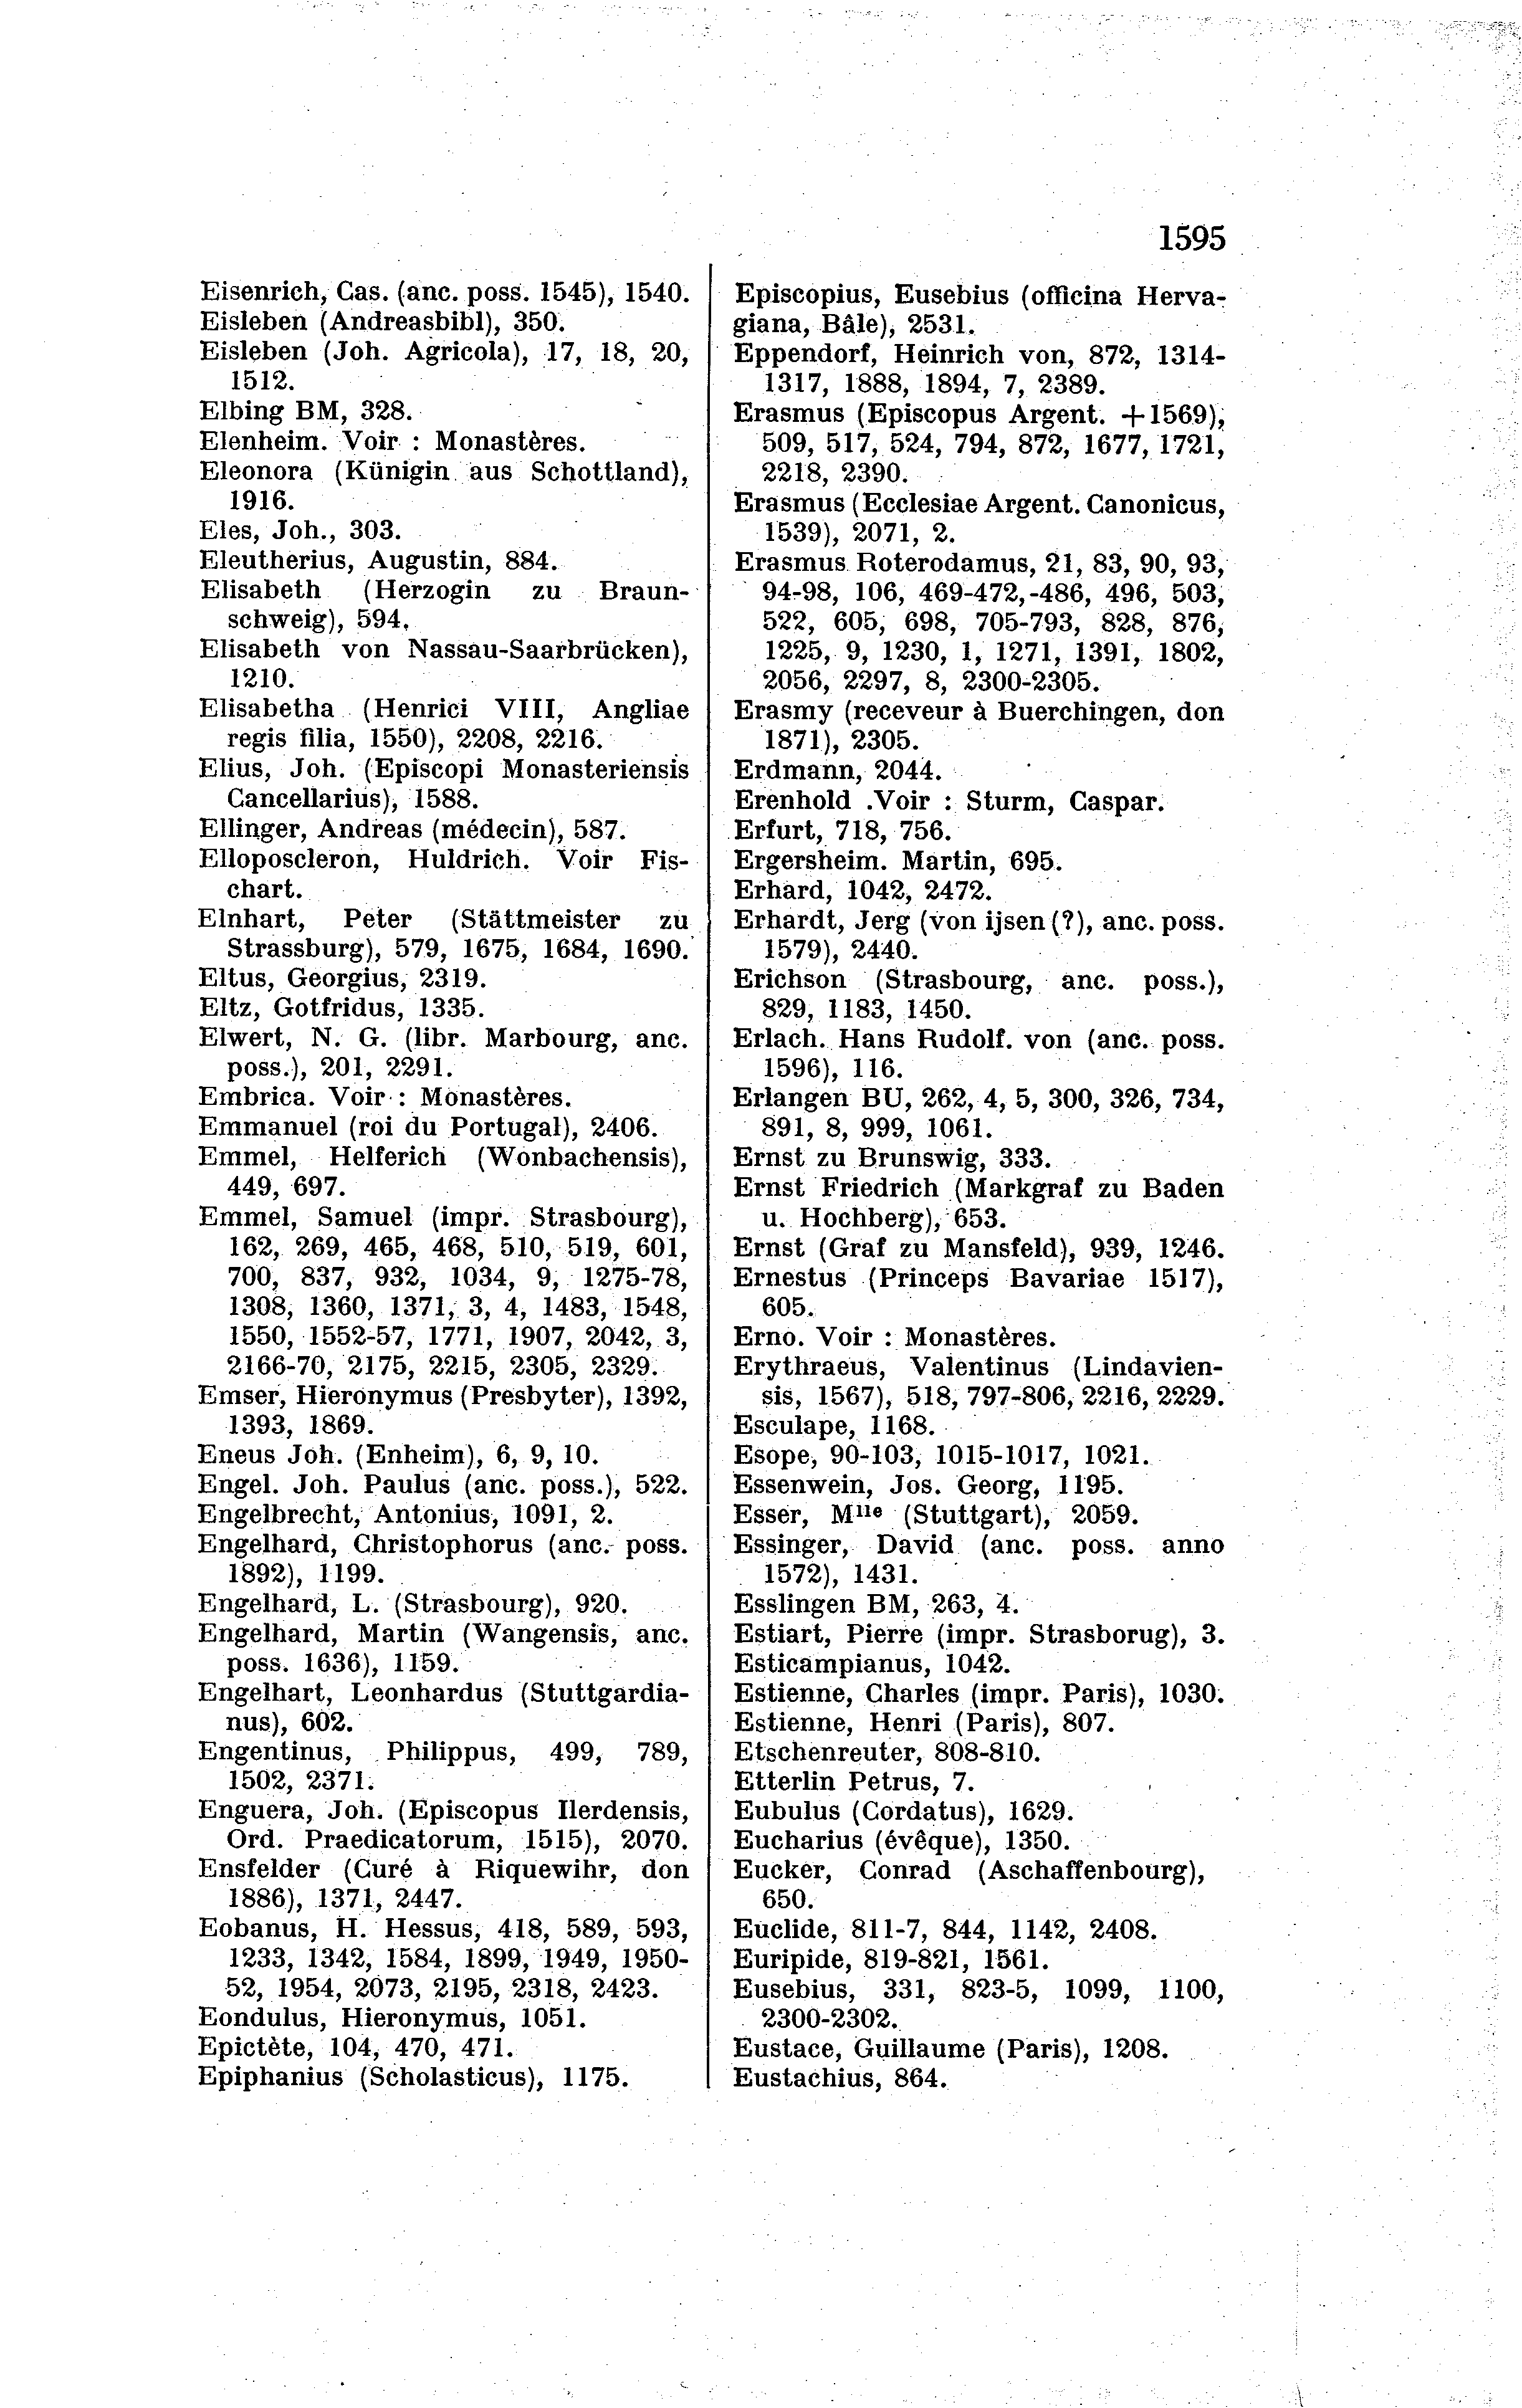 1595
Eisenrich, Cas. (anc. poss. 1545), 1540.
Eisleben (Andreasbibl), 350.
Eisleben (Joh. Agricola), 17, 18, 20,
1512.
Elbing BM, 328.
Elenheim. Voir : Monastères.
Eleonora (Künigin aus Schottland),
1916.
Eles, Joh., 303.
Eleutherius, Augustin, 884.
Elisabeth (Herzogin zu Braun-
schweig), 594.
Elisabeth von Nassau-Saarbrücken),
1210.
Elisabetha (Henrici VIII, Angliae
regis filia, 1550), 2208, 2216.
Elius, Joh. (Episcopi Monasteriensis
Cancellarius), 1588.
Ellinger, Andreas (médecin), 587.
Elloposcleron, Huldrich. Voir Fis-
chart.
Elnhart, Peter (Stättmeister zu
Strassburg), 579, 1675, 1684, 1690.
Eltus, Georgius, 2319.
Eltz, Gotfridus, 1335.
Elwert, N. G. (libr. Marbourg, anc.
poss.), 201, 2291.
Embrica. Voir : Monastères.
Emmanuel (roi du Portugal), 2406.
Emmel, Helferich (Wonbachensis),
449, 697.
Emmel, Samuel (impr. Strasbourg),
162, 269, 465, 468, 510, 519, 601,
700, 837, 932, 1034, 9, 1275-78,
1308, 1360, 1371, 3, 4, 1483, 1548,
1550, 1552-57, 1771, 1907, 2042, 3,
2166-70, 2175, 2215, 2305, 2329.
Emser, Hieronymus (Presbyter), 1392,
1393, 1869.
Eneus Joh. (Enheim), 6, 9, 10.
Engel. Joh. Paulus (anc. poss.), 522.
Engelbrecht, Antonius, 1091, 2.
Engelhard, Christophorus (anc. poss.
1892), 1199.
Engelhard, L. (Strasbourg), 920.
Engelhard, Martin (Wangensis, anc.
poss. 1636), 1159.
Engelhart, Leonhardus (Stuttgardia-
nus), 602.
Engentinus, Philippus, 499, 789,
1502, 2371.
Enguera, Joh. (Episcopus Ilerdensis,
Ord. Praedicatorum, 1515), 2070.
Ensfelder (Curé à Riquewihr, don
1886), 1371, 2447.
Eobanus, H. Hessus, 418, 589, 593,
1233, 1342, 1584, 1899, 1949, 1950-
52, 1954, 2073, 2195, 2318, 2423.
Eondulus, Hieronymus, 1051.
Epictète, 104, 470, 471.
Epiphanius (Scholasticus), 1175.
Episcopius, Eusebius (officina Herva-
giana, Bâle), 2531.
Eppendorf, Heinrich von, 872, 1314-
1317, 1888, 1894, 7, 2389.
Erasmus (Episcopus Argent. +1569),
509, 517, 524, 794, 872, 1677, 1721,
2218, 2390.
Erasmus (Ecclesiae Argent. Canonicus,
1539), 2071, 2.
Erasmus Roterodamus, 21, 83, 90, 93,
94-98, 106, 469-472,-486, 496, 503,
522, 605, 698, 705-793, 828, 876,
1225, 9, 1230, 1, 1271, 1391, 1802,
2056, 2297, 8, 2300-2305.
Erasmy (receveur à Buerchingen, don
1871), 2305.
Erdmann, 2044.
Erenhold .Voir : Sturm, Caspar.
Erfurt, 718, 756.
Ergersheim. Martin, 695.
Erhard, 1042, 2472.
Erhardt, Jerg (von ijsen (?), anc. poss.
1579), 2440.
Erichson (Strasbourg, anc. poss.),
829, 1183, 1450.
Erlach. Hans Rudolf. von (anc. poss.
1596), 116.
Erlangen BU, 262, 4, 5, 300, 326, 734,
891, 8, 999, 1061.
Ernst zu Brunswig, 333.
Ernst Friedrich (Markgraf zu Baden
u. Hochberg), 653.
Ernst (Graf zu Mansfeld), 939, 1246.
Ernestus (Princeps Bavariae 1517),
605.
Erno. Voir : Monastères.
Erythraeus, Valentinus (Lindavien-
sis, 1567), 518, 797-806, 2216, 2229.
Esculape, 1168.
Esope, 90-103, 1015-1017, 1021.
Essenwein, Jos. Georg, 1195.
Esser, Mlle (Stuttgart), 2059.
Essinger, David (anc. poss. anno
1572), 1431.
Esslingen BM, 263, 4.
Estiart, Pierre (impr. Strasborug), 3.
Esticampianus, 1042.
Estienne, Charles (impr. Paris), 1030.
Estienne, Henri (Paris), 807.
Etschenreuter, 808-810.
Etterlin Petrus, 7.
Eubulus (Cordatus), 1629.
Eucharius (évêque), 1350.
Eucker, Conrad (Aschaffenbourg),
650.
Euclide, 811-7, 844, 1142, 2408.
Euripide, 819-821, 1561.
Eusebius, 331, 823-5, 1099, 1100,
2300-2302.
Eustace, Guillaume (Paris), 1208.
Eustachius, 864.